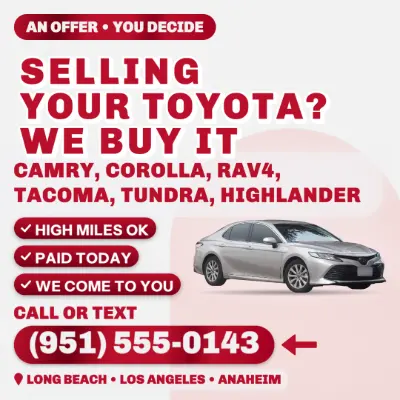 AN OFFER • YOU DECIDE
SELLING
YOUR TOYOTA?
WE BUY IT
CAMRY, COROLLA, RAV4,
TACOMA, TUNDRA, HIGHLANDER
HIGH MILES OK
PAID TODAY
WE COME TO YOU
CALL OR TEXT
(951) 555-0143
LONG BEACH • LOS ANGELES • ANAHEIM